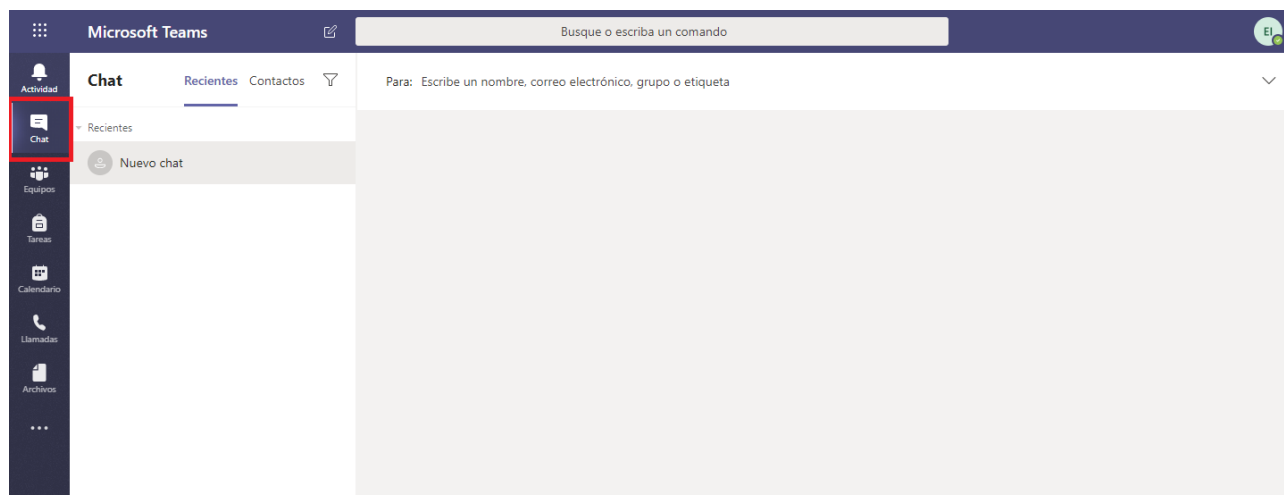 Microsoft Teams
Busque o escriba un comando
EI
Actividad
Chat
Equipos
Tareas
Calendario
Llamadas
Archivos
Chat Recientes Contactos
Recientes
Nuevo chat
Para: Escribe un nombre, correo electrónico, grupo o etiqueta